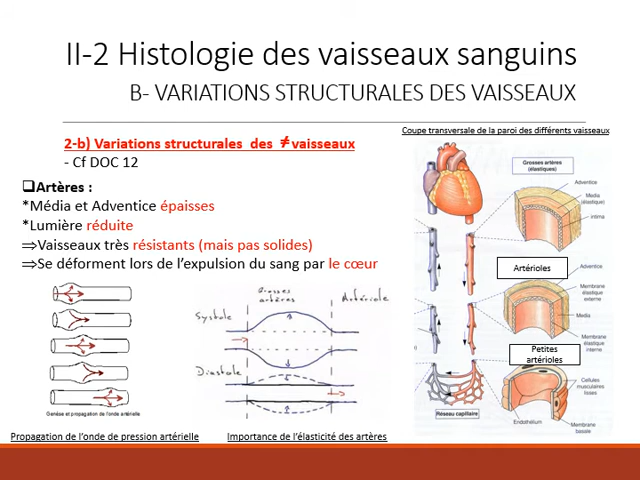 II-2 Histologie des vaisseaux sanguins
B- VARIATIONS STRUCTURALES DES VAISSEAUX
2-b) Variations structurales des ≠ vaisseaux
- Cf DOC 12
❑Artères :
*Média et Adventice épaisses
*Lumière réduite
⇒Vaisseaux très résistants (mais pas solides)
⇒Se déforment lors de l'expulsion du sang par le cœur
Genèse et propagation de l'onde artérielle
Propagation de l'onde de pression artérielle
Grosses
artères
Artériole
Systole
Diastole
Importance de l'élasticité des artères
Coupe transversale de la paroi des différents vaisseaux
Grosses artères
(élastiques)
Adventice
Média
(élastique)
intima
Artérioles
Adventice
Membrane
élastique
externe
Média
Membrane
élastique
interne
Petites
artérioles
Cellules
musculaires
lisses
Réseau capillaire
Endothélium
Membrane
basale